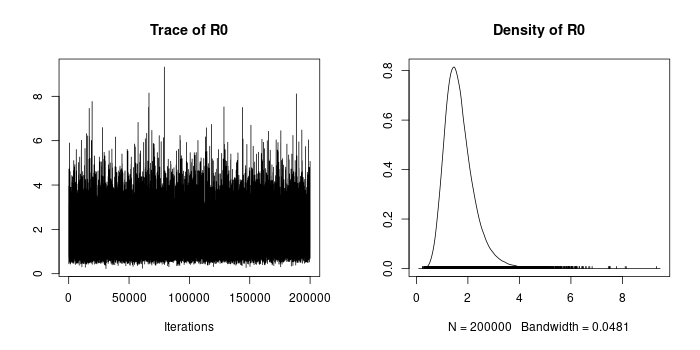 Trace of R0
8
6
4
2
0
0 50000 100000 150000 200000
Iterations
Density of R0
0.8
0.6
0.4
0.2
0.0
0 2 4 6 8
N = 200000 Bandwidth = 0.0481